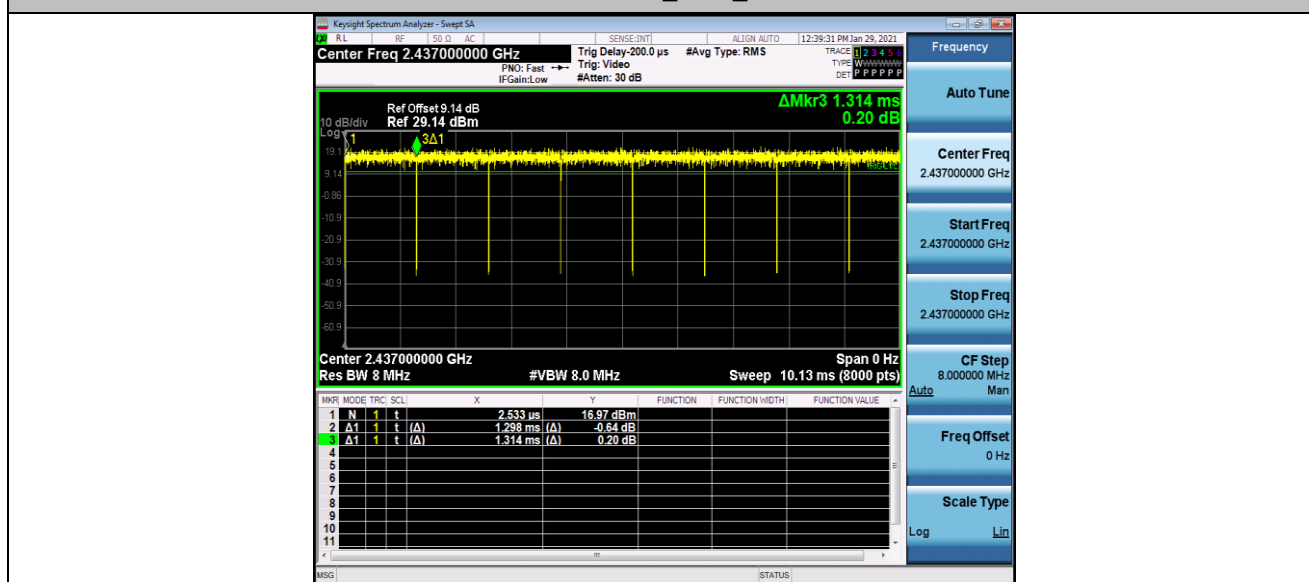 Keysight Spectrum Analyzer - Swept SA
RL RF 50 Ω AC SENSE:INT ALIGN AUTO 12:39:31 PM Jan 29, 2021
Center Freq 2.437000000 GHz
PNO: Fast
IFGain:Low
Trig Delay-200.0 µs
Trig: Video
#Atten: 30 dB
#Avg Type: RMS
TRACE 1 2 3 4 5 6
TYPE WWWWWW
DET P P P P P P
Frequency
Auto Tune
Center Freq
2.437000000 GHz
Start Freq
2.437000000 GHz
Stop Freq
2.437000000 GHz
CF Step
8.000000 MHz
Auto Man
Freq Offset
0 Hz
Scale Type
Log Lin
ΔMkr3 1.314 ms
0.20 dB
Ref Offset 9.14 dB
10 dB/div Ref 29.14 dBm
Log
1
3Δ1
19.1
9.14
-0.86
-10.9
-20.9
-30.9
-40.9
-50.9
-60.9
Center 2.437000000 GHz Span 0 Hz
Res BW 8 MHz #VBW 8.0 MHz Sweep 10.13 ms (8000 pts)
MKR MODE TRC SCL X Y FUNCTION FUNCTION WIDTH FUNCTION VALUE
1 N 1 t 2.533 µs 16.97 dBm
2 Δ1 1 t (Δ) 1.298 ms (Δ) -0.64 dB
3 Δ1 1 t (Δ) 1.314 ms (Δ) 0.20 dB
4
5
6
7
8
9
10
11
MSG STATUS